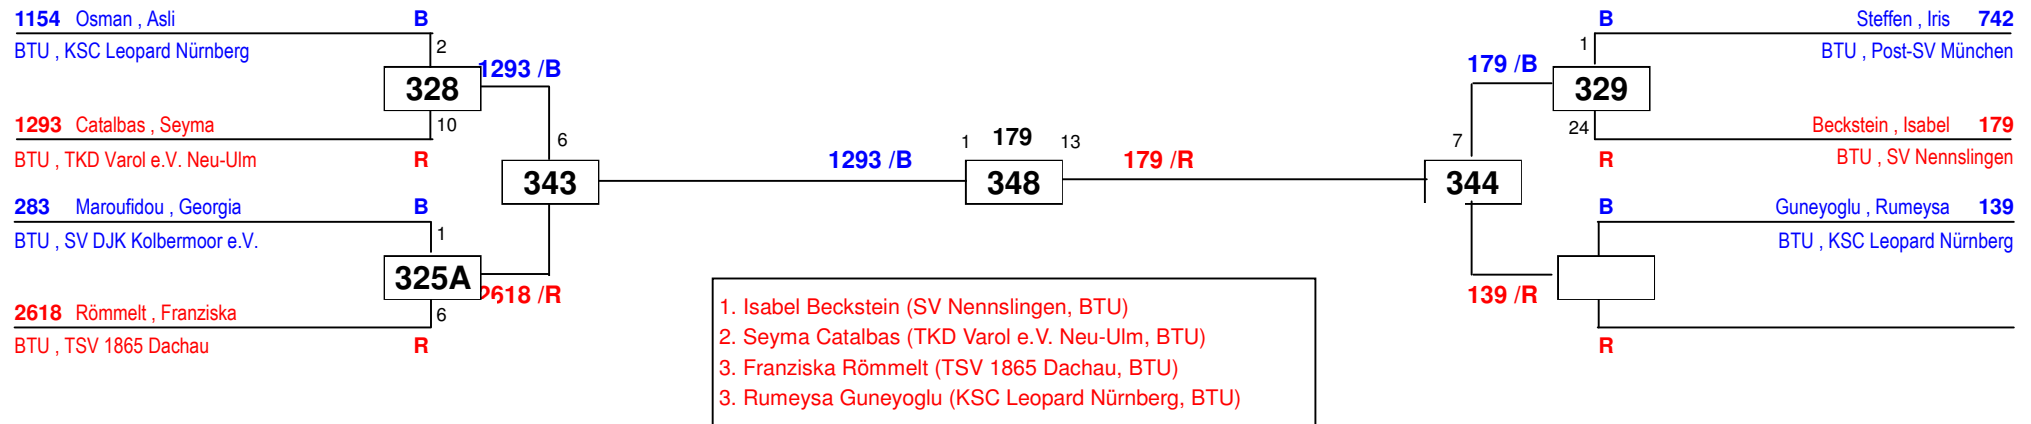 1154 Osman , Asli B
BTU , KSC Leopard Nürnberg
2
328
1293 /B
10
1293 Catalbas , Seyma
BTU , TKD Varol e.V. Neu-Ulm R
6
343
283 Maroufidou , Georgia B
BTU , SV DJK Kolbermoor e.V.
1
325A
2618 /R
6
2618 Römmelt , Franziska
BTU , TSV 1865 Dachau R
1293 /B
1 179 13
348
179 /R
B Steffen , Iris 742
BTU , Post-SV München
1
179 /B
329
24
Beckstein , Isabel 179
R BTU , SV Nennslingen
7
344
B Guneyoglu , Rumeysa 139
BTU , KSC Leopard Nürnberg
139 /R
R
1. Isabel Beckstein (SV Nennslingen, BTU)
2. Seyma Catalbas (TKD Varol e.V. Neu-Ulm, BTU)
3. Franziska Römmelt (TSV 1865 Dachau, BTU)
3. Rumeysa Guneyoglu (KSC Leopard Nürnberg, BTU)